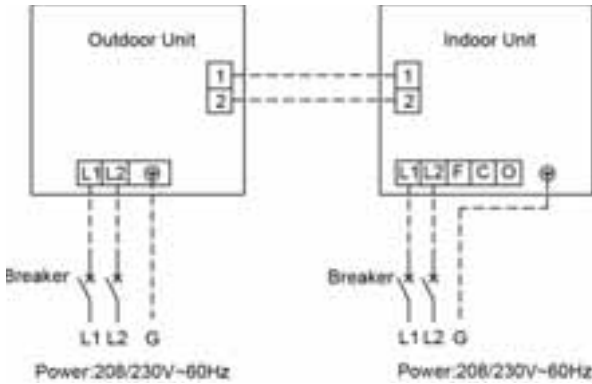 Outdoor Unit
1
2
L1 L2
Breaker
L1 L2 G
Power:208/230V~60Hz
Indoor Unit
1
2
L1 L2 F C O
Breaker
L1 L2 G
Power:208/230V~60Hz